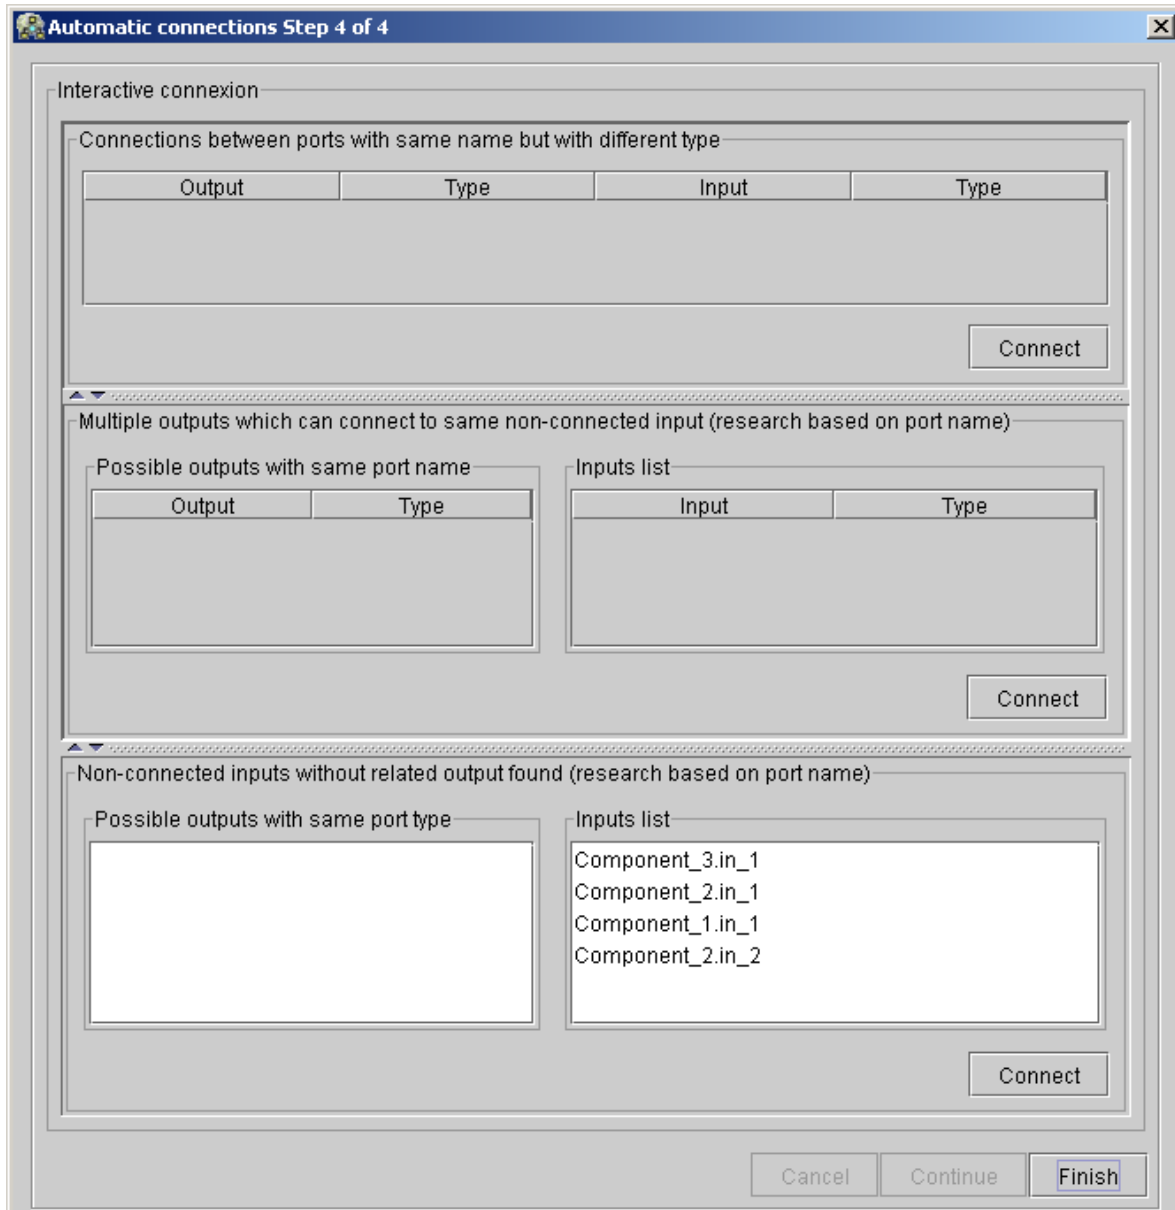 Automatic connections Step 4 of 4
Interactive connexion
Connections between ports with same name but with different type
Output Type Input Type
Connect
Multiple outputs which can connect to same non-connected input (research based on port name)
Possible outputs with same port name Inputs list
Output Type Input Type
Connect
Non-connected inputs without related output found (research based on port name)
Possible outputs with same port type Inputs list
Component_3.in_1
Component_2.in_1
Component_1.in_1
Component_2.in_2
Connect
Cancel Continue Finish